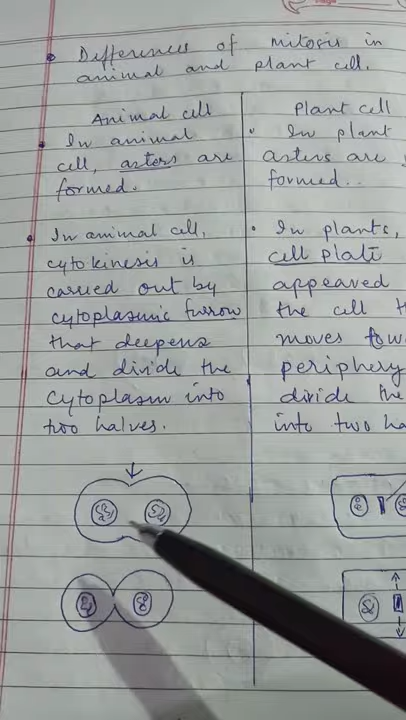 Differences of mitosis in
animal and plant cell.
Animal cell
In animal
cell, asters are
formed.
In animal cell,
cytokinesis is
carried out by
cytoplasmic furrow
that deepens
and divide the
cytoplasm into
two halves.
Plant cell
In plant
asters are
formed..
In plants,
cell plate
appeared
the cell
moves
periphery
divide the
into two